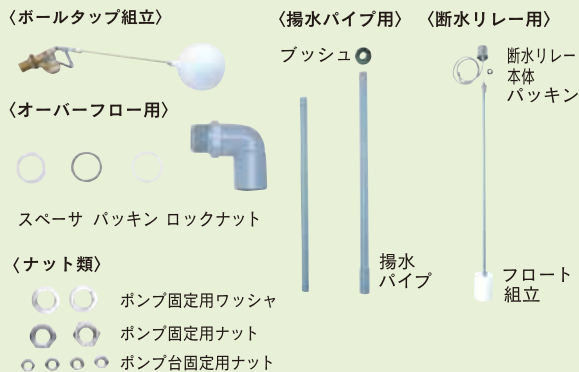 〈ボールタップ組立〉
〈オーバーフロー用〉
スペーサ パッキン ロックナット
〈ナット類〉
ポンプ固定用ワッシャ
ポンプ固定用ナット
ポンプ台固定用ナット
〈揚水パイプ用〉
ブッシュ
揚水
パイプ
〈断水リレー用〉
断水リレー
本体
パッキン
フロート
組立